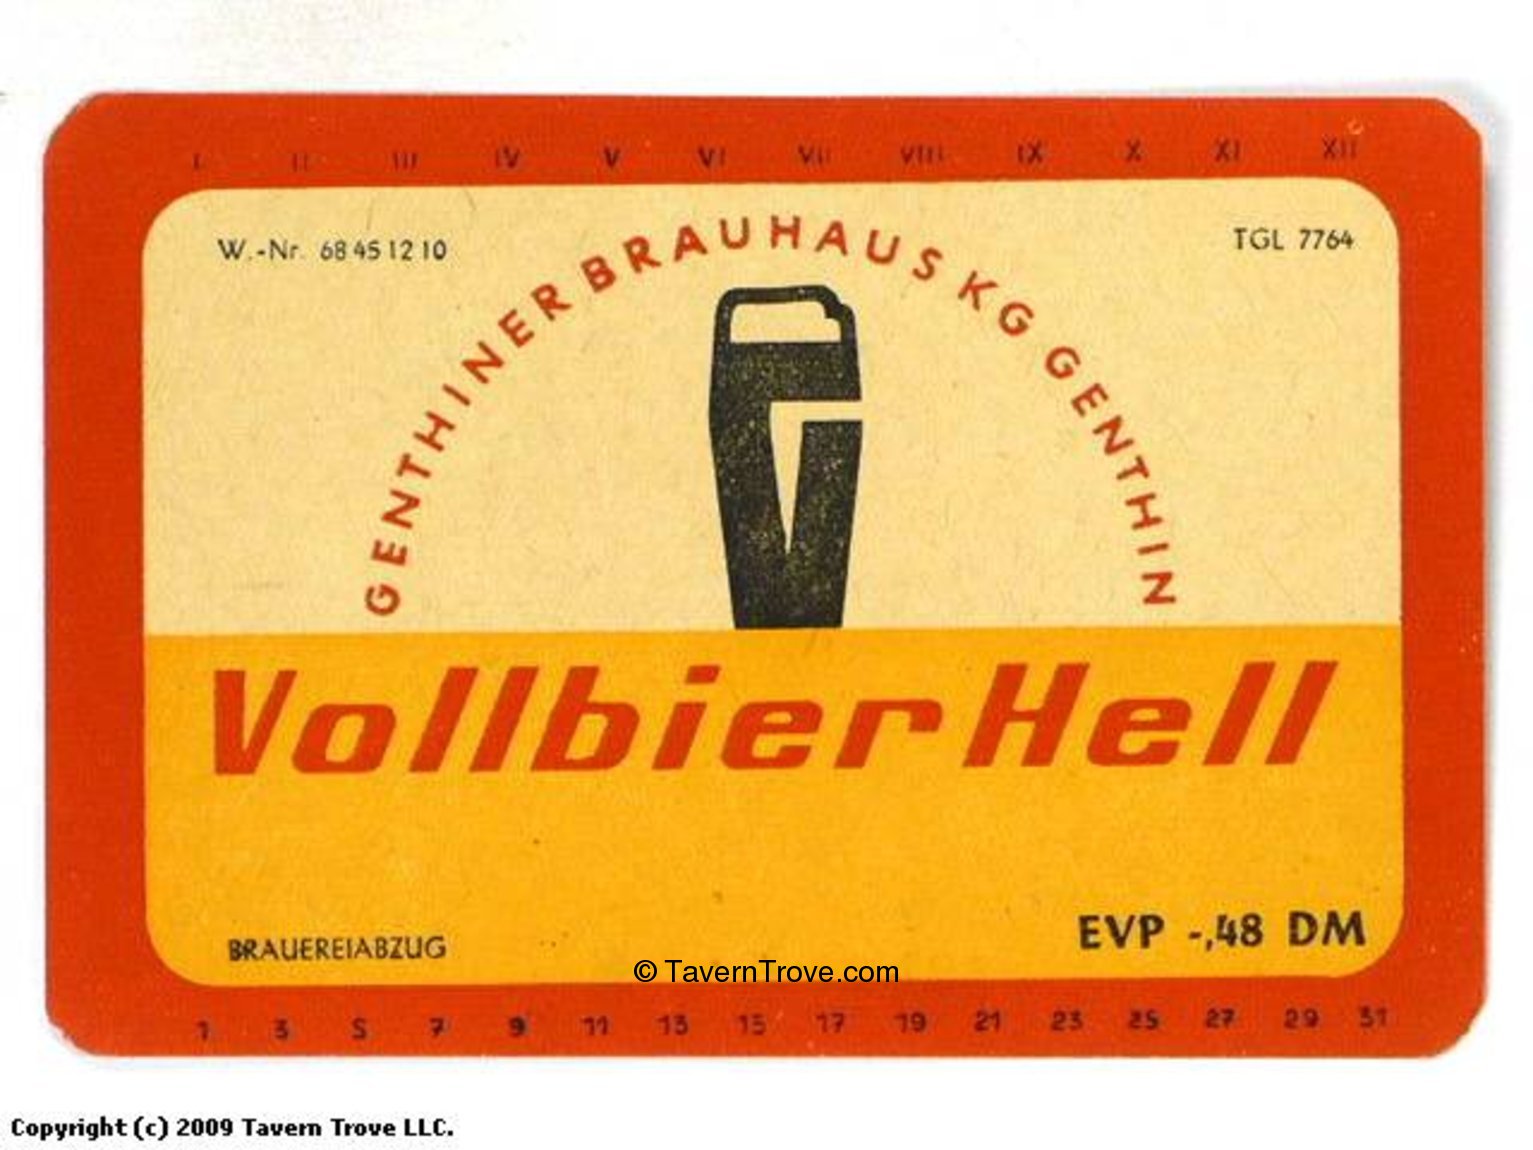 I II III IV V VI VII VIII IX X XI XII
W.-Nr. 68 45 12 10
TGL 7764
GENTHINER BRAUHAUS KG GENTHIN
Vollbier Hell
BRAUEREIABZUG
EVP -,48 DM
© TavernTrove.com
1 3 5 7 9 11 13 15 17 19 21 23 25 27 29 31
Copyright (c) 2009 Tavern Trove LLC.